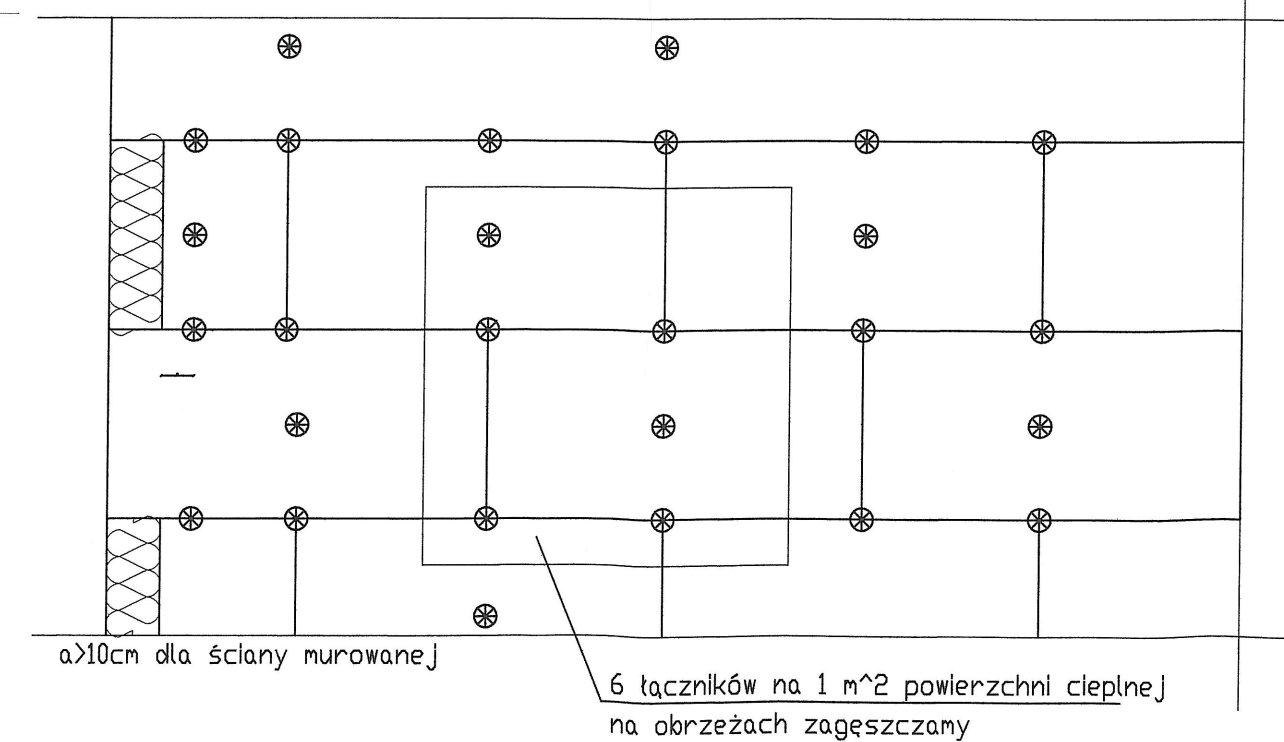 a>10cm dla ściany murowanej
6 łączników na 1 m^2 powierzchni cieplnej
na obrzeżach zagęszczamy